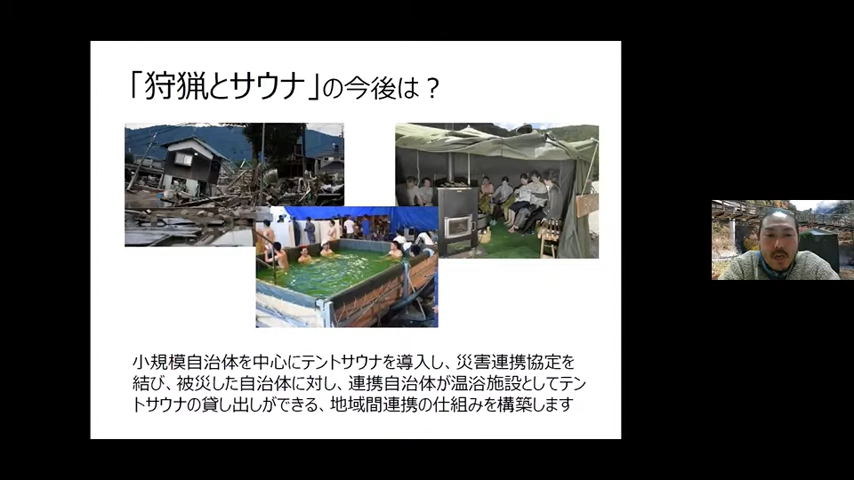 「狩猟とサウナ」の今後は？
小規模自治体を中心にテントサウナを導入し、災害連携協定を
結び、被災した自治体に対し、連携自治体が温浴施設としてテン
トサウナの貸し出しができる、地域間連携の仕組みを構築します